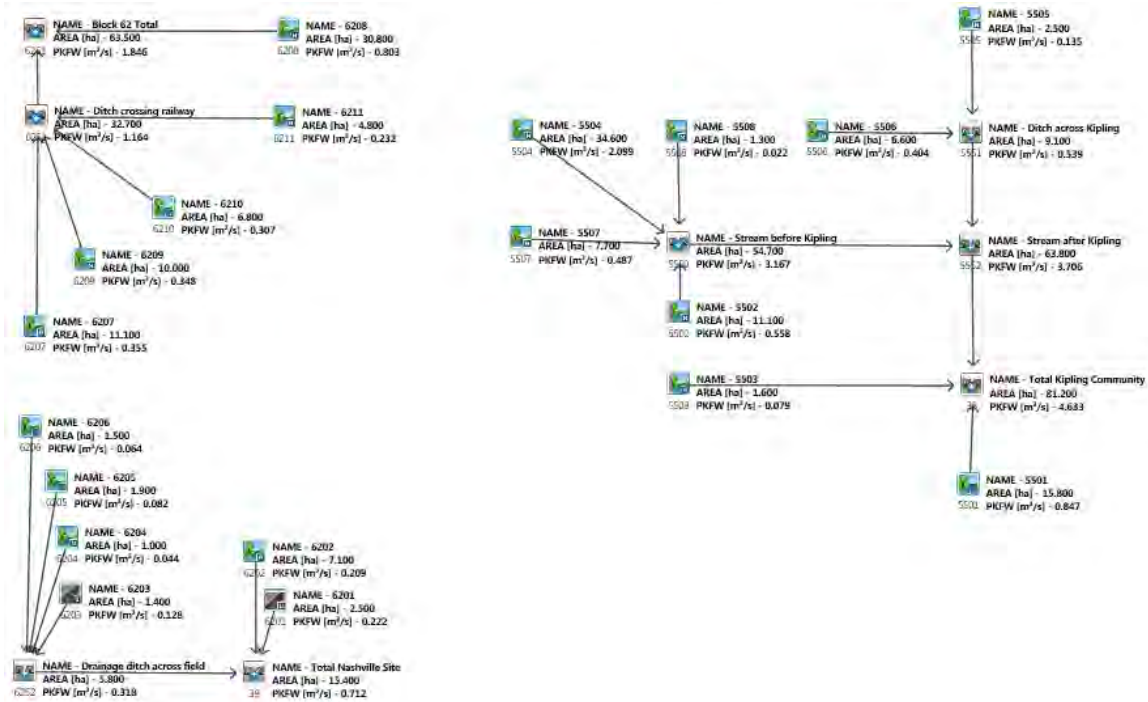 NAME - Block 62 Total
AREA [ha] - 63.500
PKFW [m³/s] - 1.846
NAME - 6208
AREA [ha] - 30.800
6208 PKFW [m³/s] - 0.803
NAME - Ditch crossing railway
AREA [ha] - 32.700
PKFW [m³/s] - 1.164
NAME - 6211
AREA [ha] - 4.800
6211 PKFW [m³/s] - 0.232
NAME - 6210
AREA [ha] - 6.800
6210 PKFW [m³/s] - 0.307
NAME - 6209
AREA [ha] - 10.000
6209 PKFW [m³/s] - 0.348
NAME - 6207
AREA [ha] - 11.100
6207 PKFW [m³/s] - 0.355
NAME - 6206
AREA [ha] - 1.500
6206 PKFW [m³/s] - 0.064
NAME - 6205
AREA [ha] - 1.900
6205 PKFW [m³/s] - 0.082
NAME - 6204
AREA [ha] - 1.000
6204 PKFW [m³/s] - 0.044
NAME - 6203
AREA [ha] - 1.400
6203 PKFW [m³/s] - 0.128
NAME - 6202
AREA [ha] - 7.100
6202 PKFW [m³/s] - 0.209
NAME - 6201
AREA [ha] - 2.500
6201 PKFW [m³/s] - 0.222
NAME - Drainage ditch across field
AREA [ha] - 5.800
6252 PKFW [m³/s] - 0.318
NAME - Total Nashville Site
AREA [ha] - 15.400
39 PKFW [m³/s] - 0.712
NAME - 5505
AREA [ha] - 2.500
5505 PKFW [m³/s] - 0.135
NAME - 5504
AREA [ha] - 34.600
5504 PKFW [m³/s] - 2.099
NAME - 5508
AREA [ha] - 1.300
5508 PKFW [m³/s] - 0.022
NAME - 5506
AREA [ha] - 6.600
5506 PKFW [m³/s] - 0.404
NAME - Ditch across Kipling
AREA [ha] - 9.100
5551 PKFW [m³/s] - 0.539
NAME - 5507
AREA [ha] - 7.700
5507 PKFW [m³/s] - 0.487
NAME - Stream before Kipling
AREA [ha] - 54.700
PKFW [m³/s] - 3.167
NAME - Stream after Kipling
AREA [ha] - 63.800
5552 PKFW [m³/s] - 3.706
NAME - 5502
AREA [ha] - 11.100
5502 PKFW [m³/s] - 0.558
NAME - 5503
AREA [ha] - 1.600
5503 PKFW [m³/s] - 0.079
NAME - Total Kipling Community
AREA [ha] - 81.200
PKFW [m³/s] - 4.633
NAME - 5501
AREA [ha] - 15.800
5501 PKFW [m³/s] - 0.847